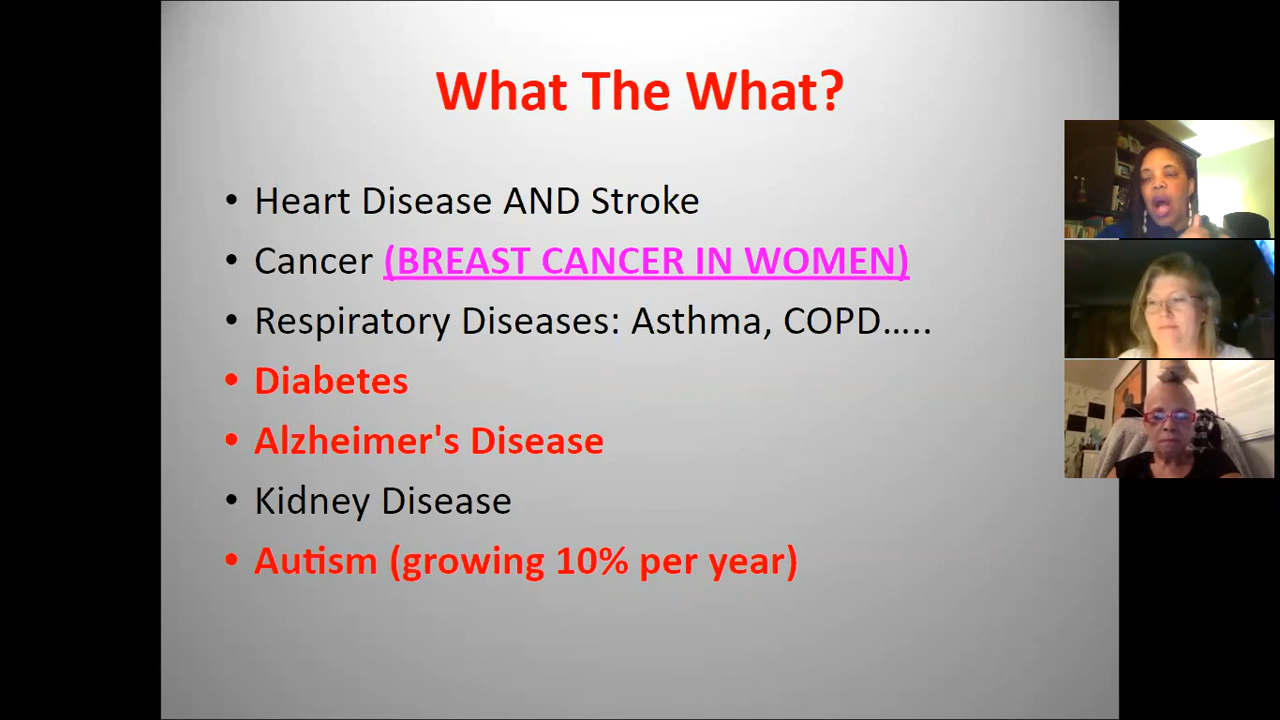 What The What?
• Heart Disease AND Stroke
• Cancer (BREAST CANCER IN WOMEN)
• Respiratory Diseases: Asthma, COPD…..
• Diabetes
• Alzheimer's Disease
• Kidney Disease
• Autism (growing 10% per year)